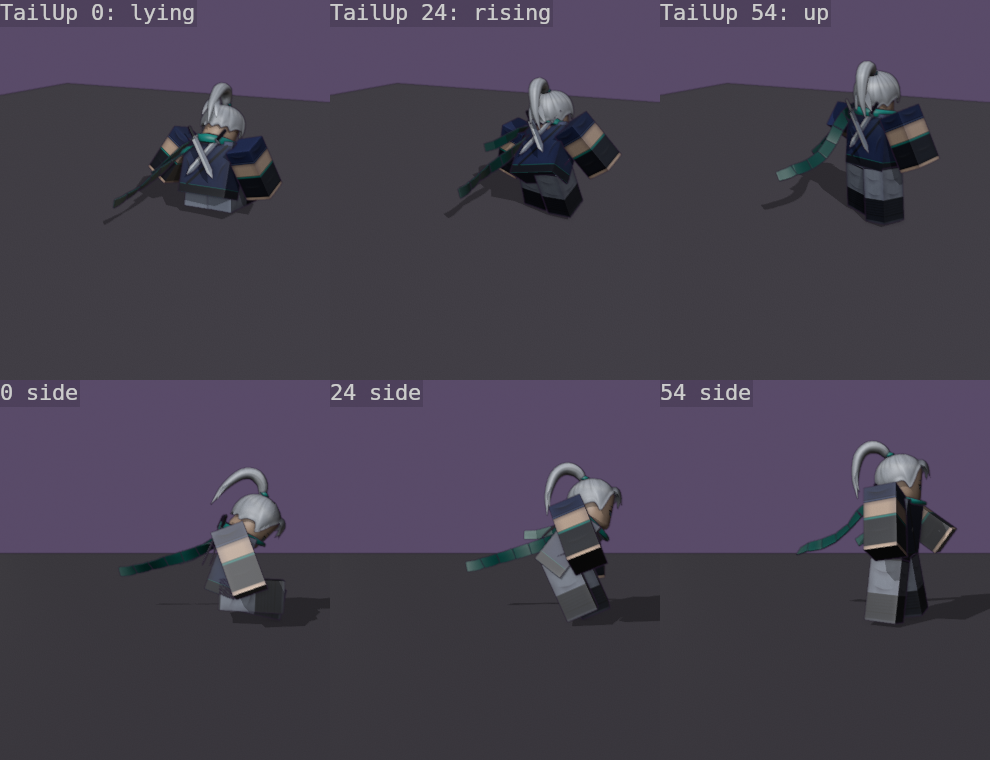 TailUp 0: lying
TailUp 24: rising
TailUp 54: up
0 side
24 side
54 side